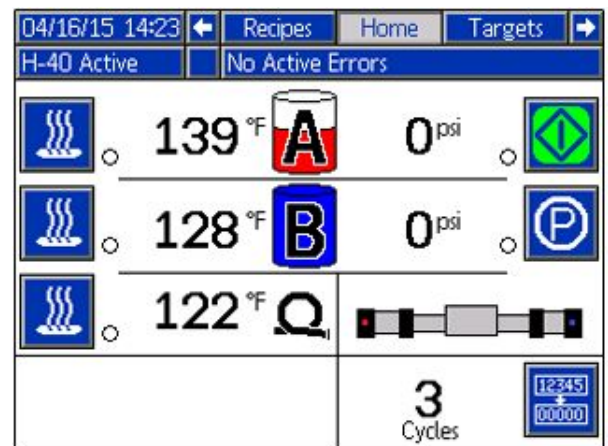 04/16/15 14:23 Recipes Home Targets
H-40 Active No Active Errors
139 °F A 0 psi
128 °F B 0 psi P
122 °F
3 12345
Cycles 00000